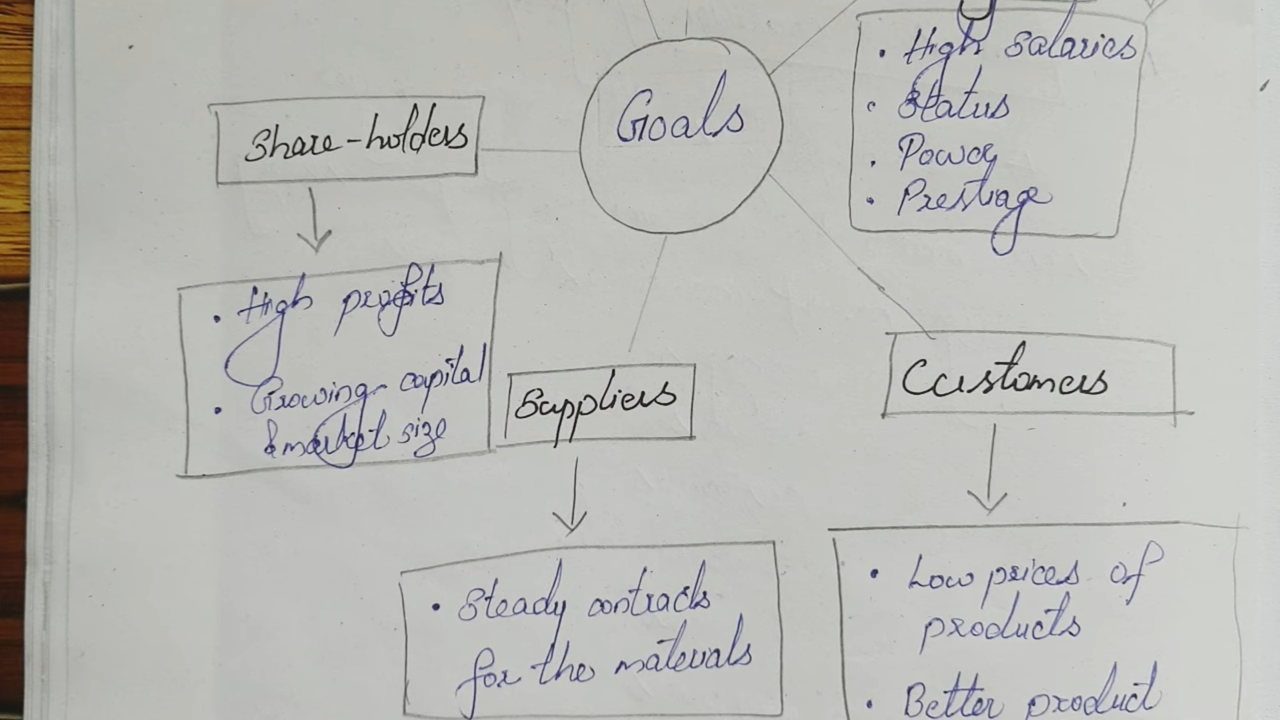 Goals
• High Salaries
• Status
• Power
• Prestiage
Share-holders
• High profits
• Growing capital
& market size
Suppliers
• Steady contracts
for the materials
Customers
• Low prices of
products
• Better product